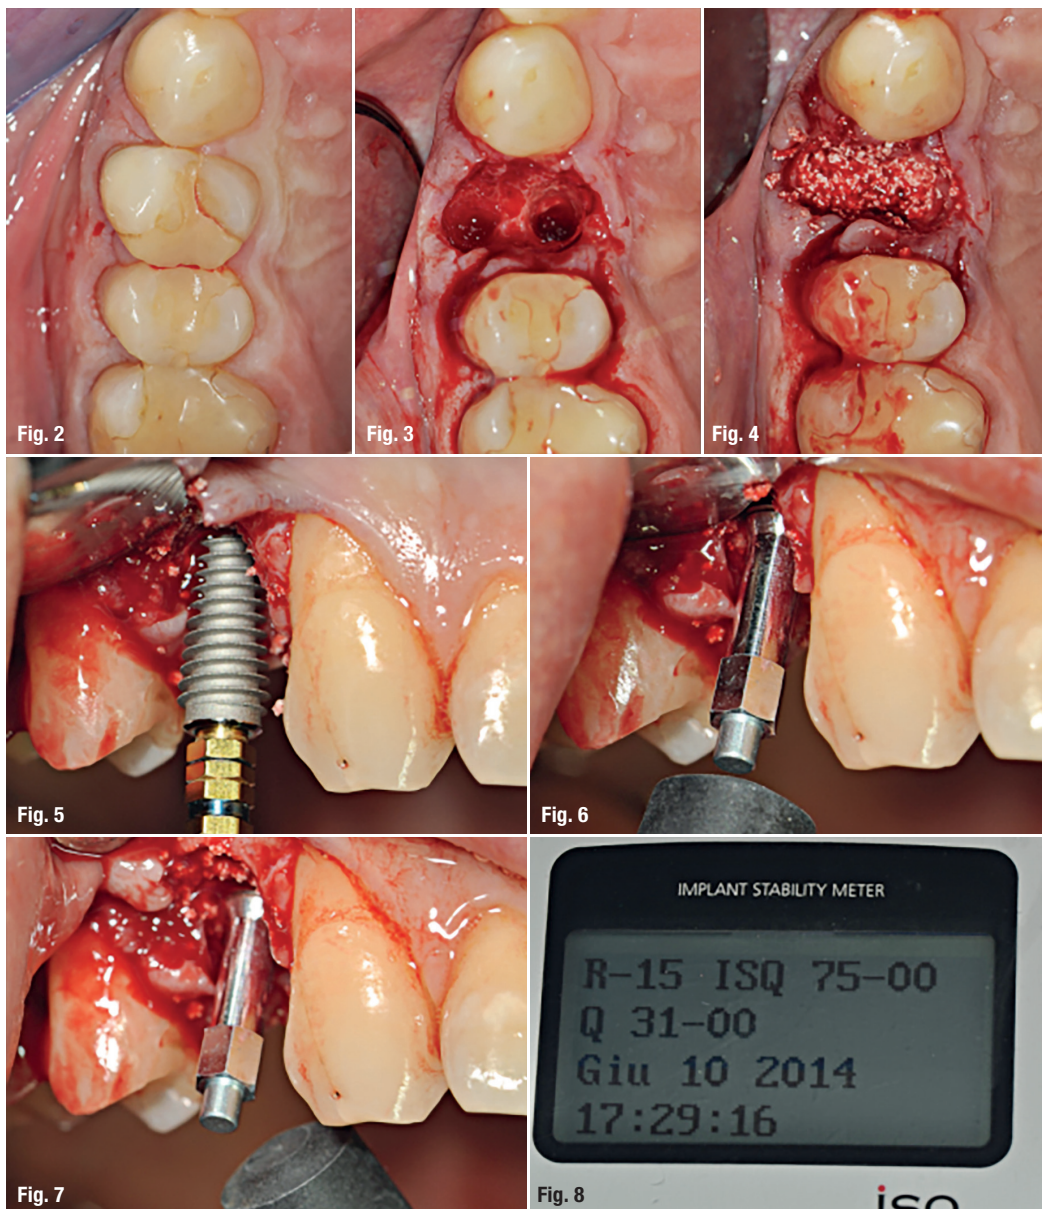 Fig. 2
Fig. 3
Fig. 4
Fig. 5
Fig. 6
Fig. 7
IMPLANT STABILITY METER
R-15 ISQ 75-00
Q 31-00
Giu 10 2014
17:29:16
Fig. 8
isq